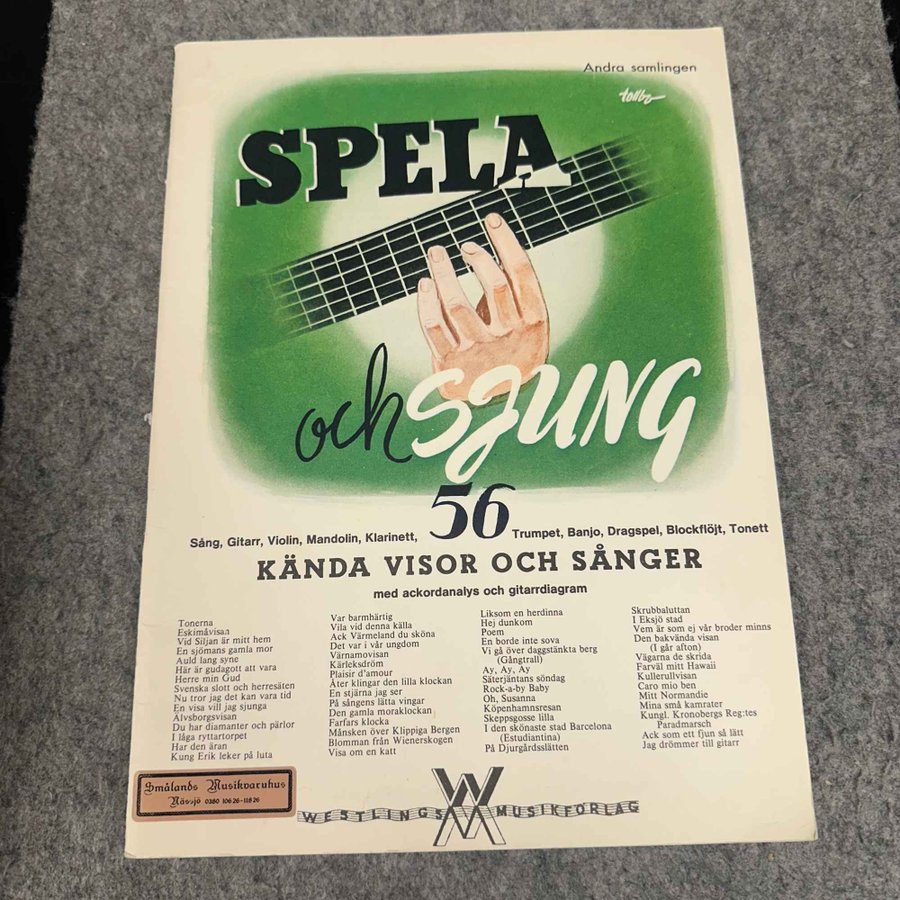 Andra samlingen
SPELA
och SJUNG
56
Sång, Gitarr, Violin, Mandolin, Klarinett,
Trumpet, Banjo, Dragspel, Blockflöjt, Tonett
KÄNDA VISOR OCH SÅNGER
med ackordanalys och gitarrdiagram
Tonerna
Eskimåvisan
Vid Siljan är mitt hem
En sjömans gamla mor
Auld lang syne
Här är gudagott att vara
Herre min Gud
Svenska slott och herresäten
Nu tror jag det kan vara tid
En visa vill jag sjunga
Älvsborgsvisan
Du har diamanter och pärlor
I låga ryttartorpet
Har den äran
Kung Erik leker på luta
Var barmhärtig
Vila vid denna källa
Ack Värmeland du sköna
Det var i vår ungdom
Värnamovisan
Kärleksdröm
Plaisir d'amour
Åter klingar den lilla klockan
En stjärna jag ser
På sångens lätta vingar
Den gamla moraklockan
Farfars klocka
Månsken över Klippiga Bergen
Blomman från Wienerskogen
Visa om en katt
Liksom en herdinna
Hej dunkom
Poem
En borde inte sova
Vi gå över daggstänkta berg
(Gångtrall)
Ay, Ay, Ay
Säterjäntans söndag
Rock-a-by Baby
Oh, Susanna
Köpenhamnsresan
Skeppsgosse lilla
I den skönaste stad Barcelona
(Estudiantina)
På Djurgårdsslätten
Skrubbaluttan
I Eksjö stad
Vem är som ej vår broder minns
Den bakvända visan
(I går afton)
Vägarna de skrida
Farväl mitt Hawaii
Kullerullvisan
Caro mio ben
Mitt Normandie
Mina små kamrater
Kungl. Kronobergs Reg:tes
Paradmarsch
Ack som ett fjun så lätt
Jag drömmer till gitarr
Smålands Musikvaruhus
Nässjö 0380 106 26-118 26
WESTLINGS MUSIKFÖRLAG